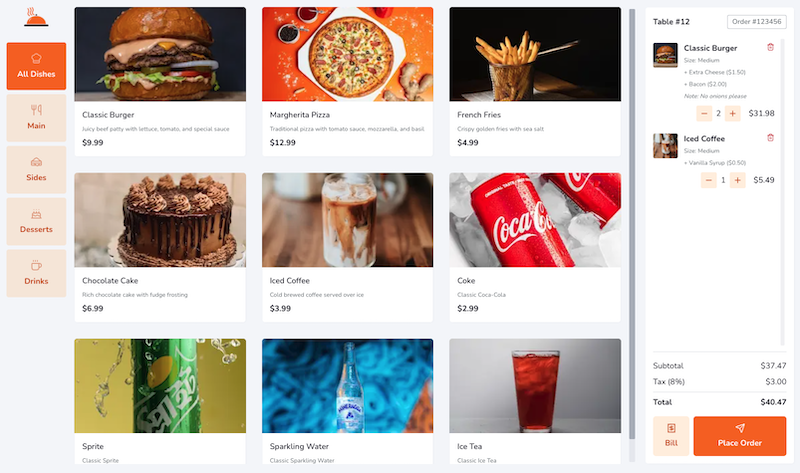 All Dishes
Main
Sides
Desserts
Drinks
Classic Burger
Juicy beef patty with lettuce, tomato, and special sauce
$9.99
Margherita Pizza
Traditional pizza with tomato sauce, mozzarella, and basil
$12.99
French Fries
Crispy golden fries with sea salt
$4.99
Chocolate Cake
Rich chocolate cake with fudge frosting
$6.99
Iced Coffee
Cold brewed coffee served over ice
$3.99
ORIGINAL TASTE
Coca-Cola
Coke
Classic Coca-Cola
$2.99
Sprite
Classic Sprite
Sparkling Water
Classic Sparkling Water
Ice Tea
Classic Ice Tea
Table #12
Order #123456
Classic Burger
Size: Medium
+ Extra Cheese ($1.50)
+ Bacon ($2.00)
Note: No onions please
− 2 + $31.98
Iced Coffee
Size: Medium
+ Vanilla Syrup ($0.50)
− 1 + $5.49
Subtotal $37.47
Tax (8%) $3.00
Total $40.47
Bill
Place Order